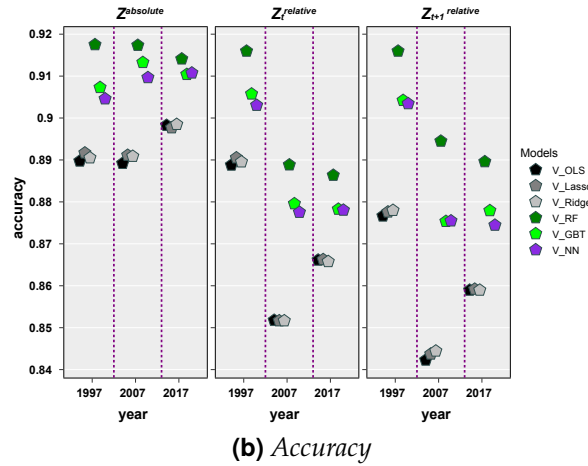 Z^absolute Z_t^relative Z_{t+1}^relative
0.92
0.91
0.9
0.89
0.88
0.87
0.86
0.85
0.84
accuracy
1997 2007 2017 1997 2007 2017 1997 2007 2017
year year year
Models
V_OLS
V_Lasso
V_Ridge
V_RF
V_GBT
V_NN
(b) Accuracy